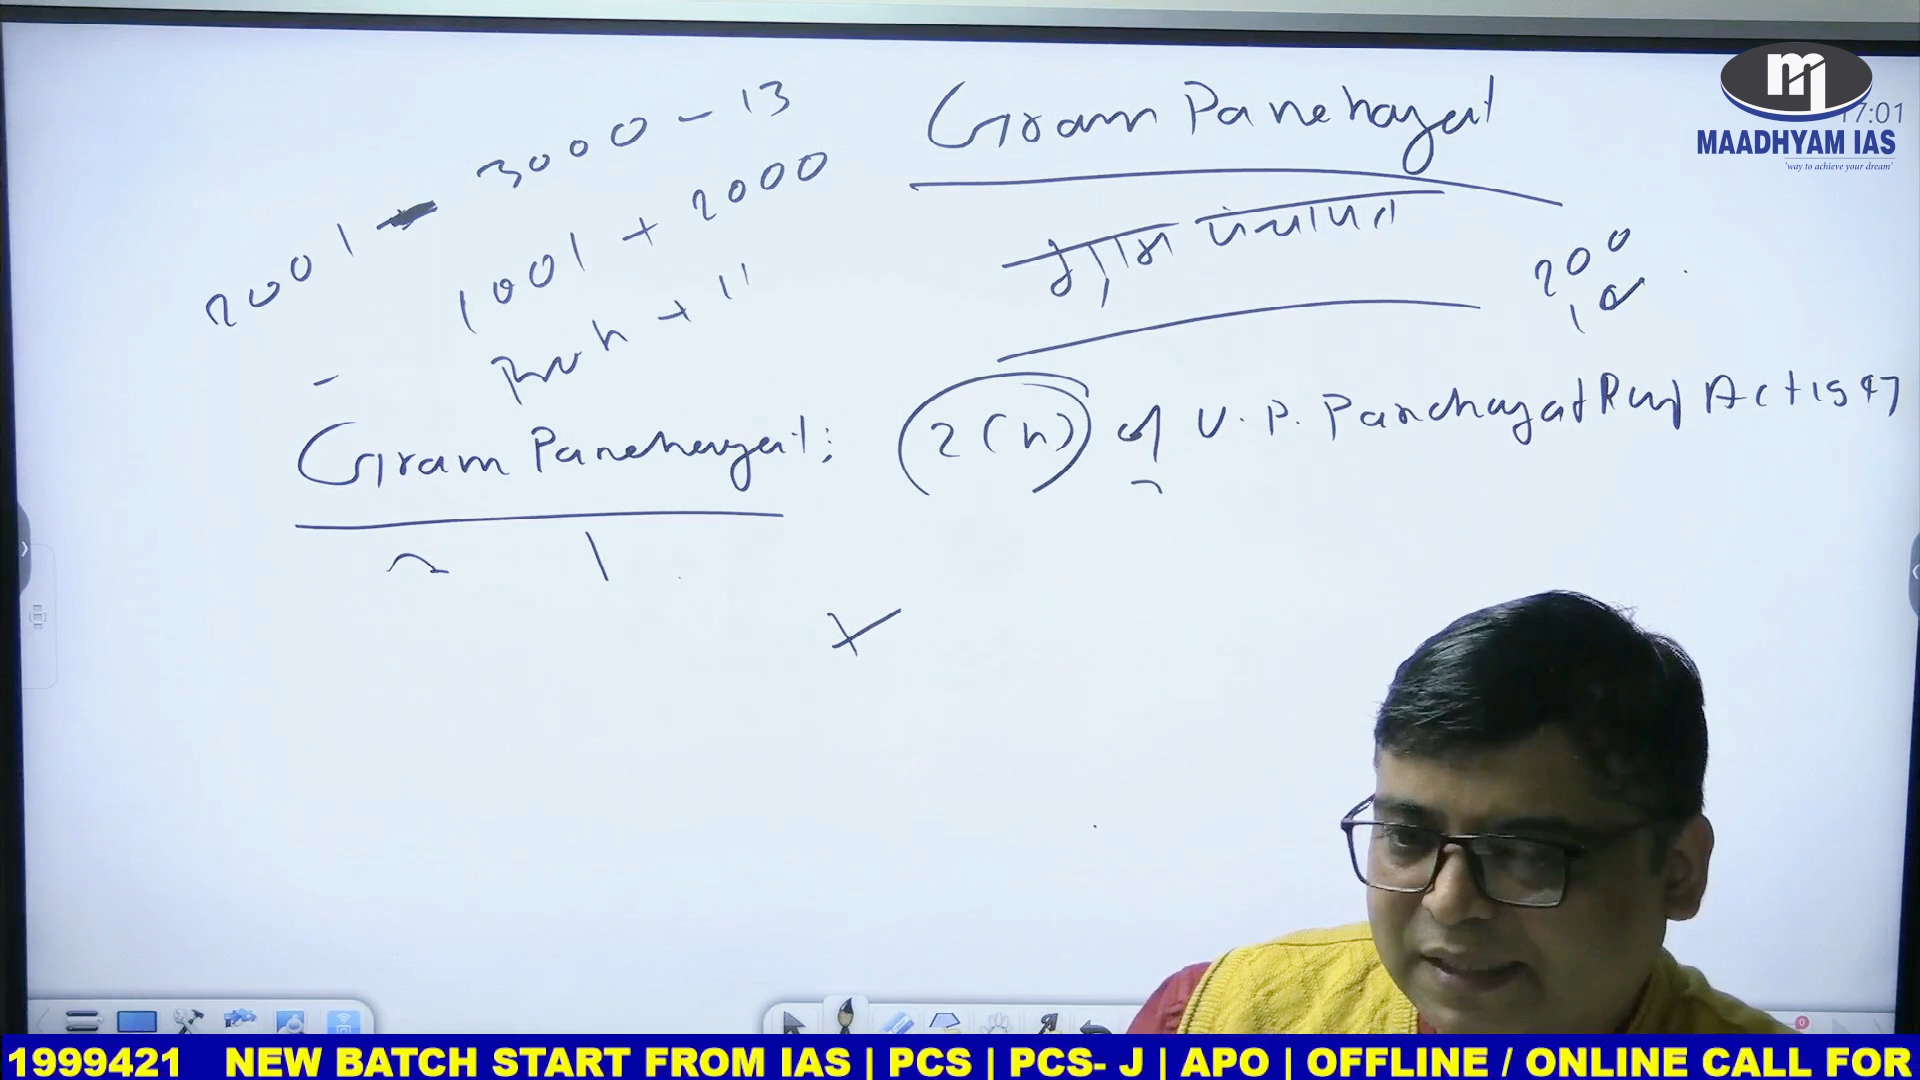 Gram Panchayat
ग्राम पंचायत
2001 - 3000 - 13
1001 + 2000
+ 11
200
10
Gram Panchayat: 2(h) of U.P. Panchayat Raj Act 1947
m
7:01
MAADHYAM IAS
'way to achieve your dream'
1999421 NEW BATCH START FROM IAS | PCS | PCS- J | APO | OFFLINE / ONLINE CALL FOR